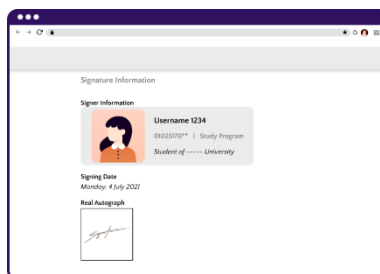 Signature Information
Signer Information
Username 1234
01025170** | Study Program
Student of ----- University
Signing Date
Monday, 4 July 2021
Real Autograph
Signature